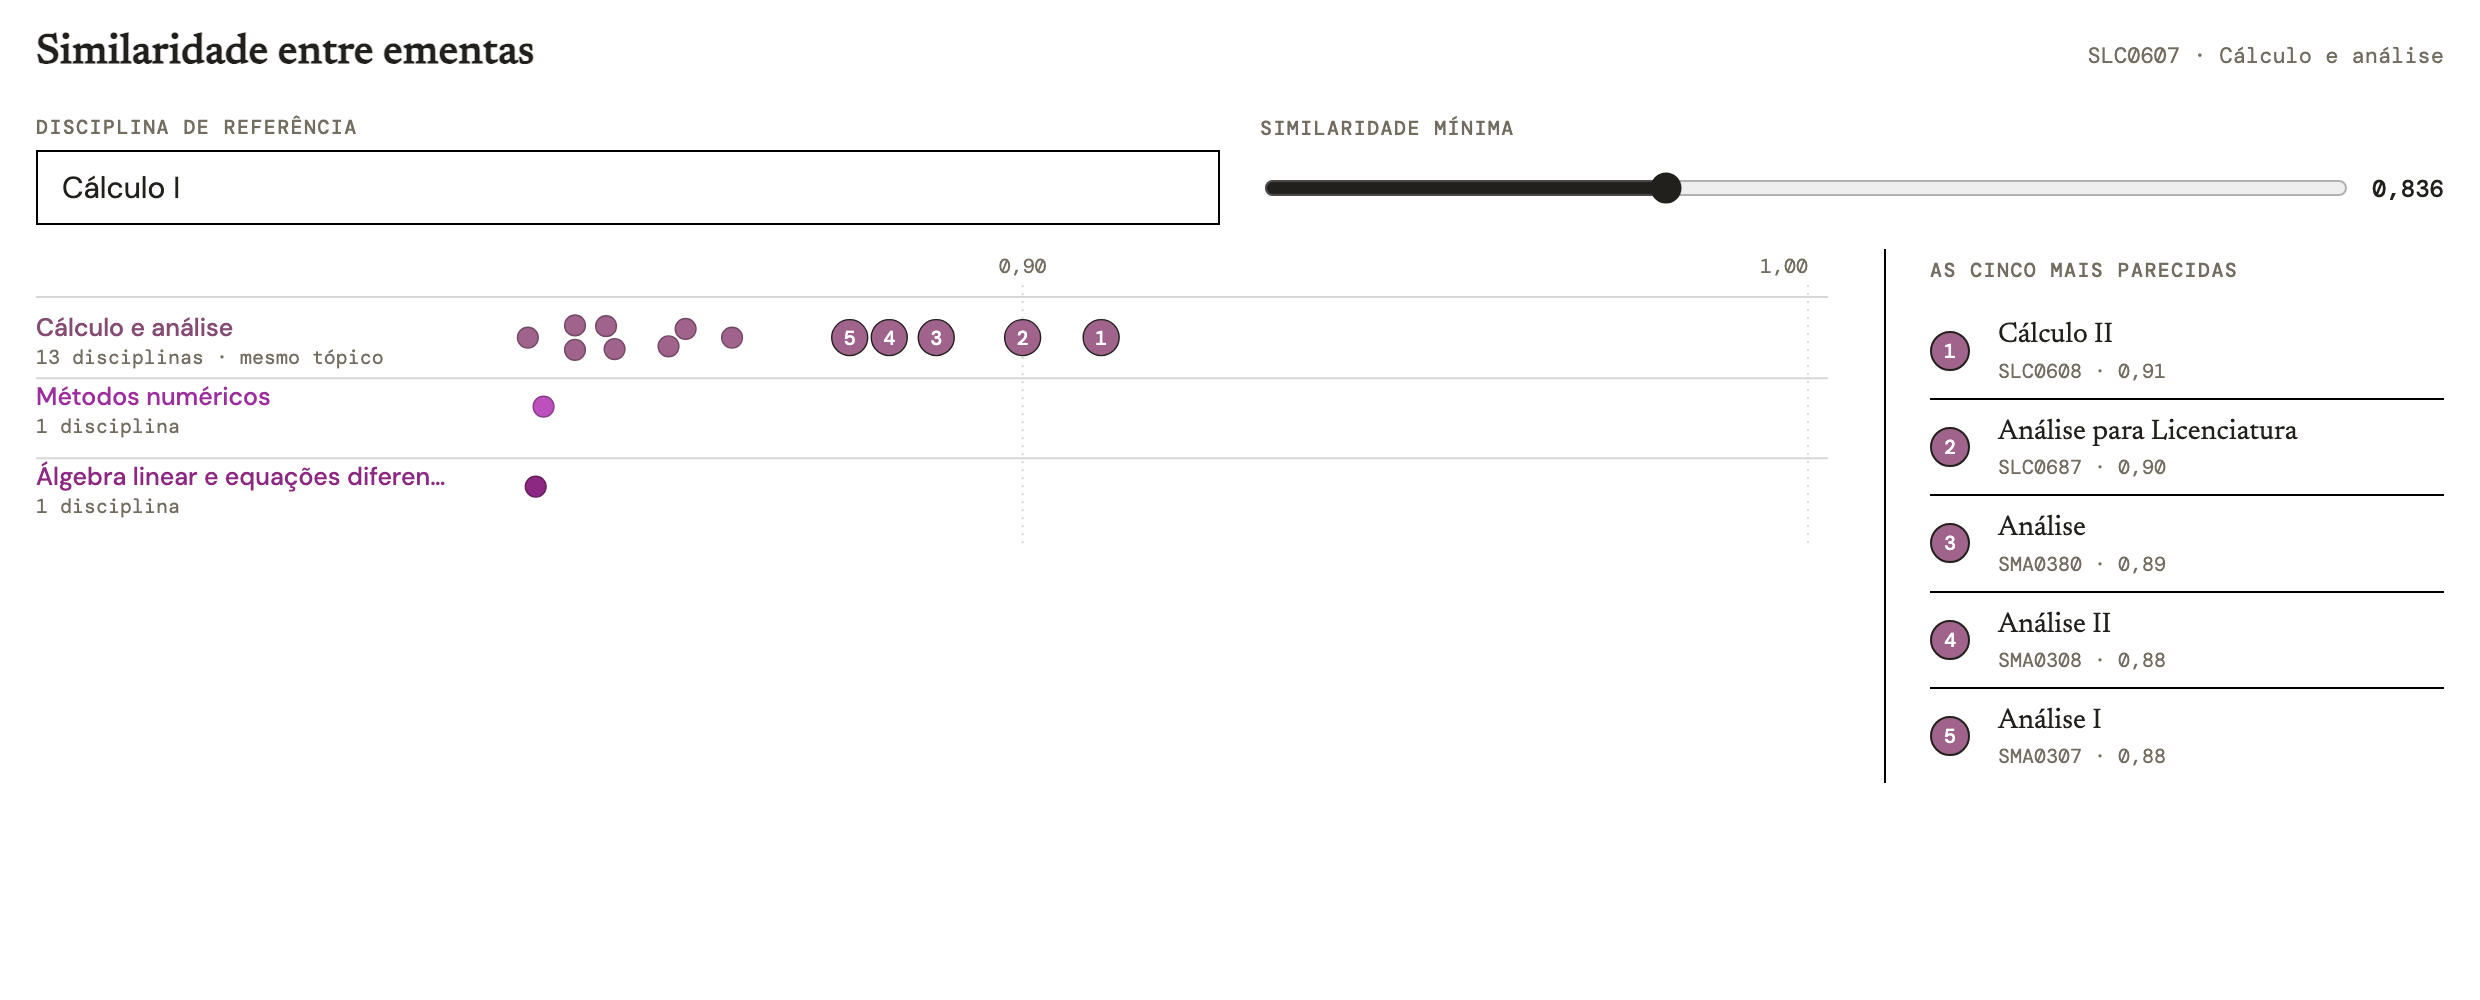 Similaridade entre ementas
SLC0607 · Cálculo e análise
DISCIPLINA DE REFERÊNCIA
Cálculo I
SIMILARIDADE MÍNIMA
0,836
0,90
1,00
Cálculo e análise
13 disciplinas · mesmo tópico
5 4 3 2 1
Métodos numéricos
1 disciplina
Álgebra linear e equações diferen…
1 disciplina
AS CINCO MAIS PARECIDAS
1
Cálculo II
SLC0608 · 0,91
2
Análise para Licenciatura
SLC0687 · 0,90
3
Análise
SMA0380 · 0,89
4
Análise II
SMA0308 · 0,88
5
Análise I
SMA0307 · 0,88